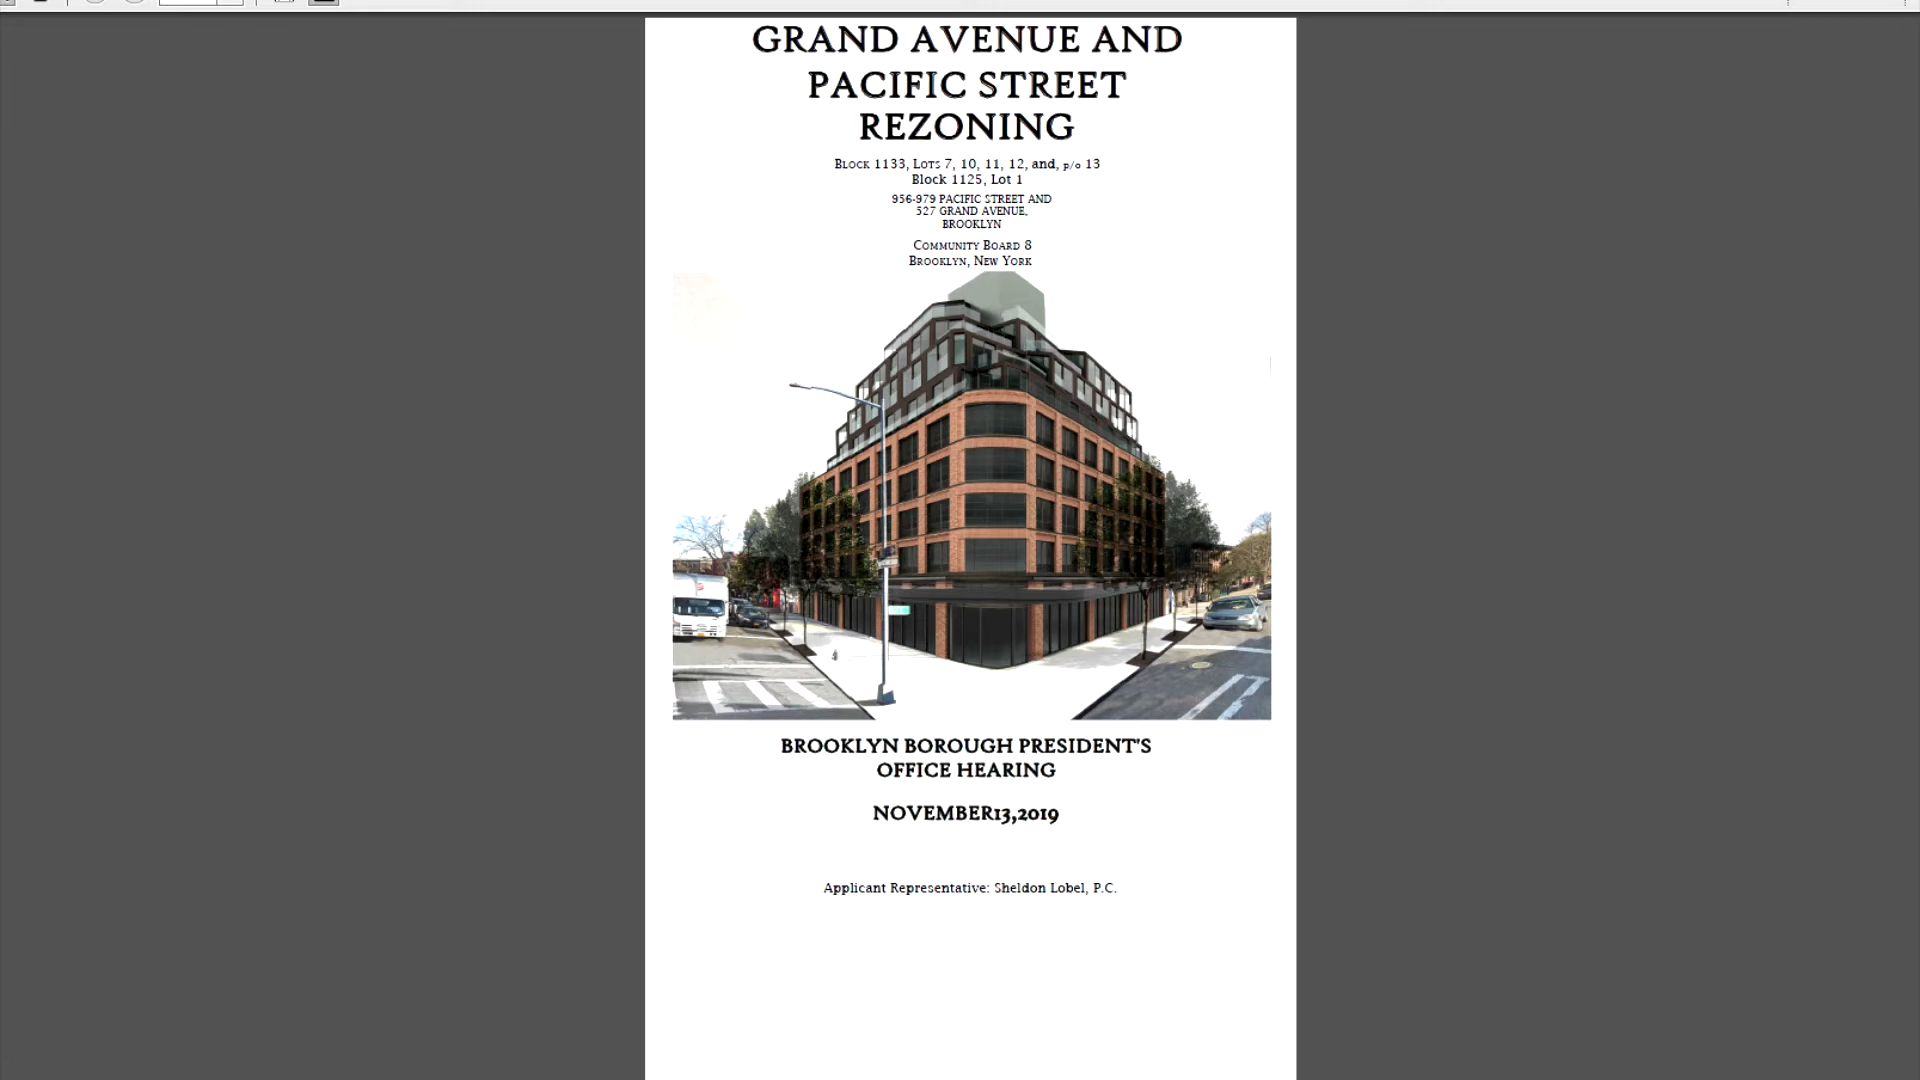 GRAND AVENUE AND
PACIFIC STREET
REZONING
BLOCK 1133, LOTS 7, 10, 11, 12, and, p/o 13
Block 1125, Lot 1
956-979 PACIFIC STREET AND
527 GRAND AVENUE,
BROOKLYN
COMMUNITY BOARD 8
BROOKLYN, NEW YORK
BROOKLYN BOROUGH PRESIDENT'S
OFFICE HEARING
NOVEMBER13,2019
Applicant Representative: Sheldon Lobel, P.C.